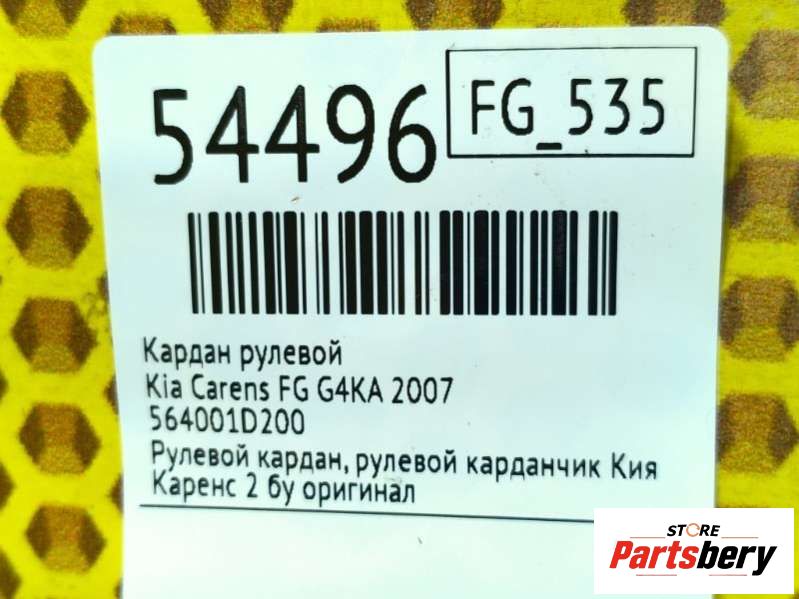 54496
FG_535
Кардан рулевой
Kia Carens FG G4KA 2007
564001D200
Рулевой кардан, рулевой карданчик Кия
Каренс 2 бу оригинал
STORE
Partsbery